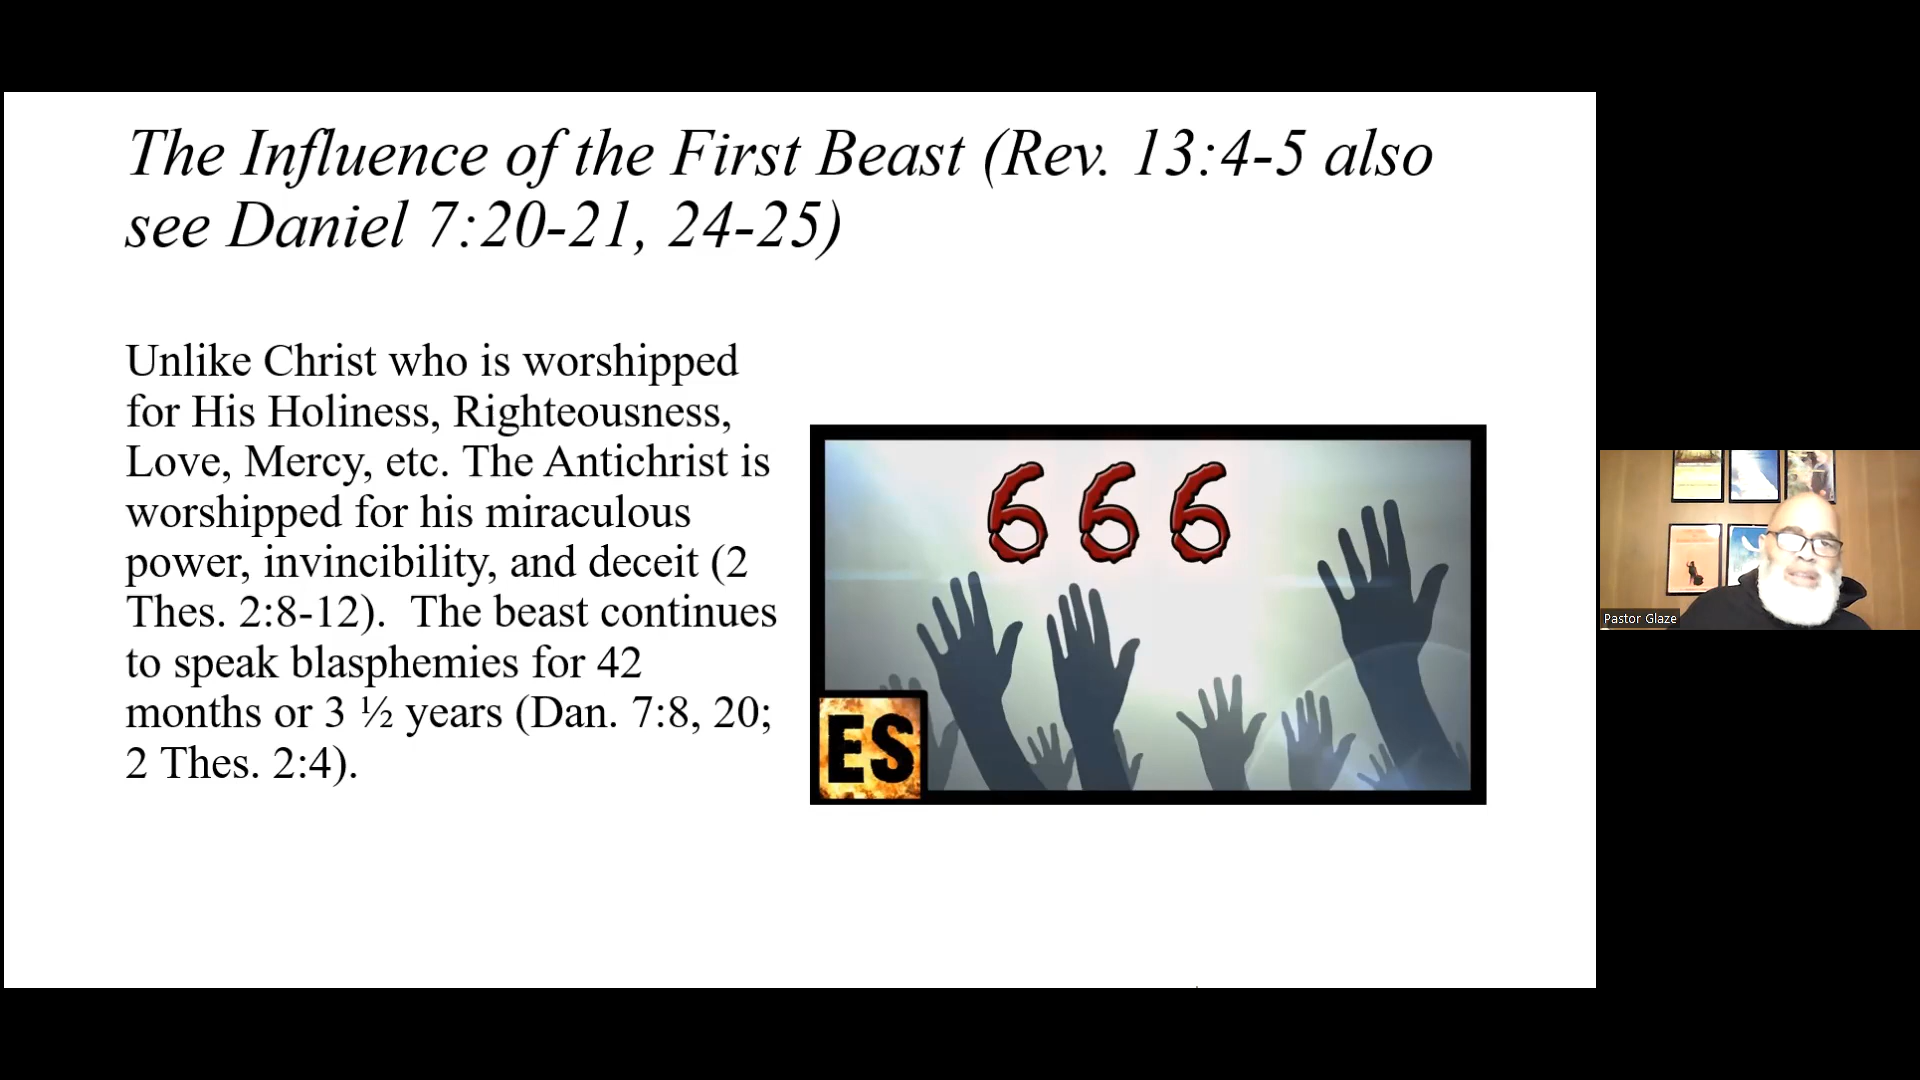 The Influence of the First Beast (Rev. 13:4-5 also
see Daniel 7:20-21, 24-25)
Unlike Christ who is worshipped
for His Holiness, Righteousness,
Love, Mercy, etc. The Antichrist is
worshipped for his miraculous
power, invincibility, and deceit (2
Thes. 2:8-12).  The beast continues
to speak blasphemies for 42
months or 3 ½ years (Dan. 7:8, 20;
2 Thes. 2:4).
666
ES
Pastor Glaze